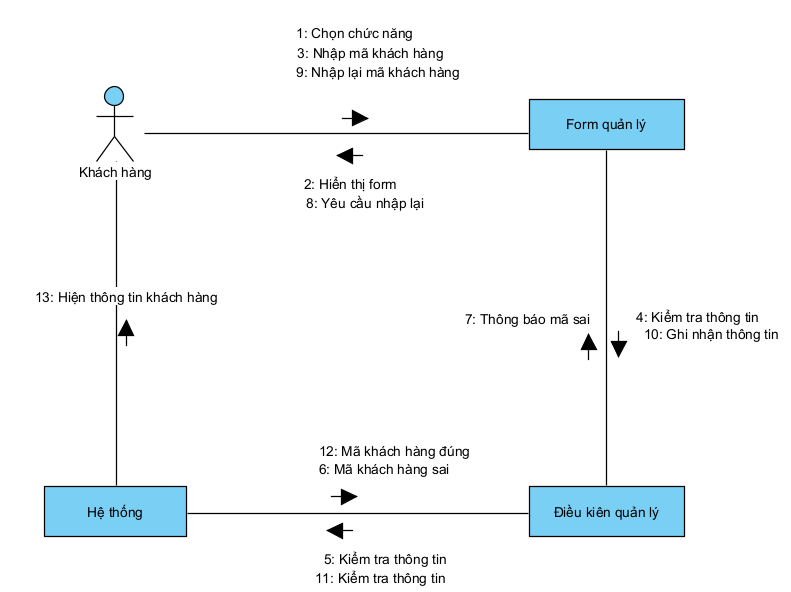 1: Chọn chức năng
3: Nhập mã khách hàng
9: Nhập lại mã khách hàng
Form quản lý
Khách hàng
2: Hiển thị form
8: Yêu cầu nhập lại
13: Hiện thông tin khách hàng
7: Thông báo mã sai
4: Kiểm tra thông tin
10: Ghi nhận thông tin
12: Mã khách hàng đúng
6: Mã khách hàng sai
Hệ thống
Điều kiên quản lý
5: Kiểm tra thông tin
11: Kiểm tra thông tin